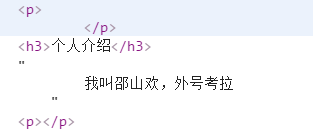 <p>
</p>
<h3>个人介绍</h3>
"
我叫邵山欢，外号考拉
"
<p></p>